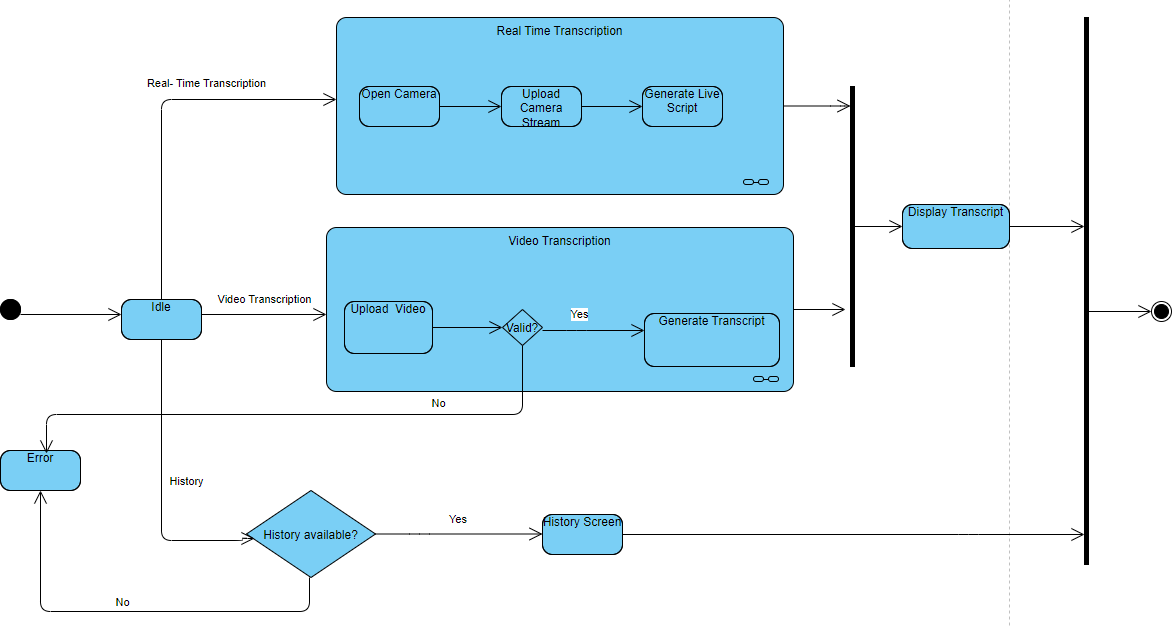 Real Time Transcription
Real- Time Transcription
Open Camera
Upload
Camera
Stream
Generate Live
Script
Display Transcript
Video Transcription
Idle
Video Transcription
Upload  Video
Valid?
Yes
Generate Transcript
No
Error
History
History available?
Yes
History Screen
No